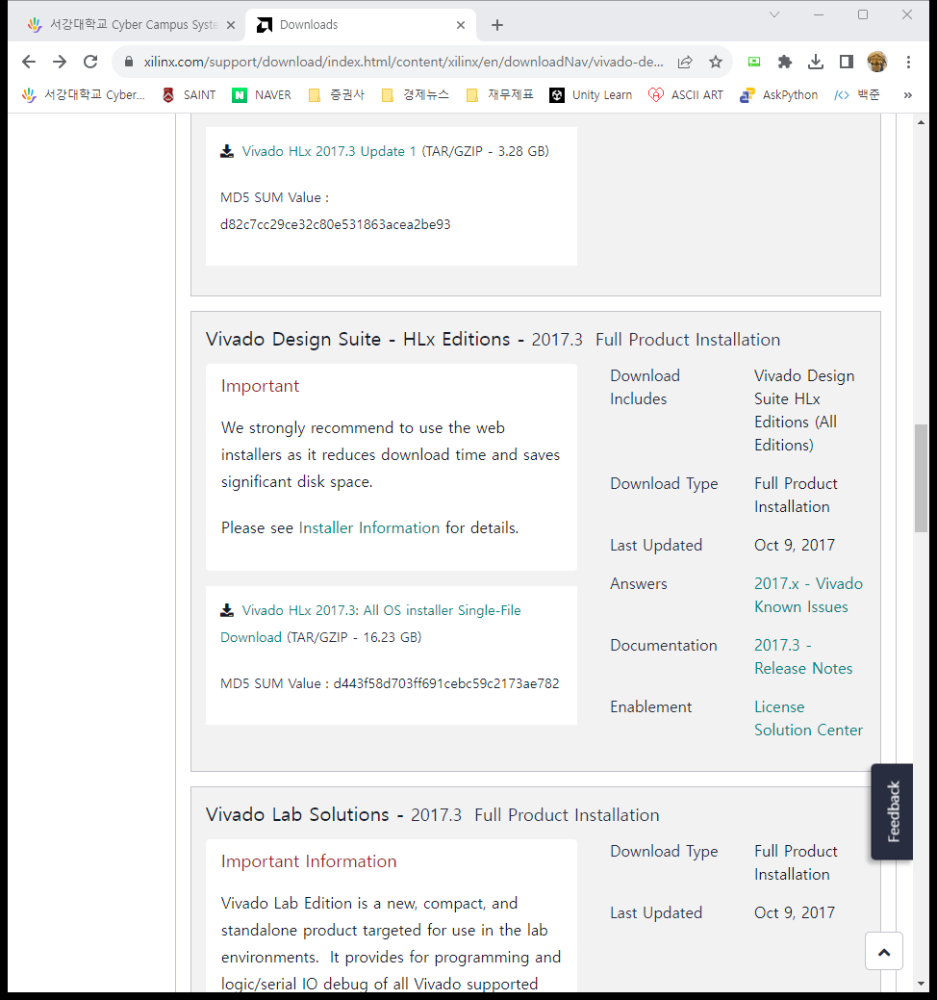 서강대학교 Cyber Campus Syste
Downloads
xilinx.com/support/download/index.html/content/xilinx/en/downloadNav/vivado-de...
서강대학교 Cyber...
SAINT
NAVER
증권사
경제뉴스
재무제표
Unity Learn
ASCII ART
AskPython
백준
Vivado HLx 2017.3 Update 1 (TAR/GZIP - 3.28 GB)
MD5 SUM Value :
d82c7cc29ce32c80e531863acea2be93
Vivado Design Suite - HLx Editions - 2017.3 Full Product Installation
Important
We strongly recommend to use the web
installers as it reduces download time and saves
significant disk space.
Please see Installer Information for details.
Vivado HLx 2017.3: All OS installer Single-File
Download (TAR/GZIP - 16.23 GB)
MD5 SUM Value : d443f58d703ff691cebc59c2173ae782
Download
Includes
Vivado Design
Suite HLx
Editions (All
Editions)
Download Type
Full Product
Installation
Last Updated
Oct 9, 2017
Answers
2017.x - Vivado
Known Issues
Documentation
2017.3 -
Release Notes
Enablement
License
Solution Center
Feedback
Vivado Lab Solutions - 2017.3 Full Product Installation
Important Information
Vivado Lab Edition is a new, compact, and
standalone product targeted for use in the lab
environments. It provides for programming and
logic/serial IO debug of all Vivado supported
Download Type
Full Product
Installation
Last Updated
Oct 9, 2017